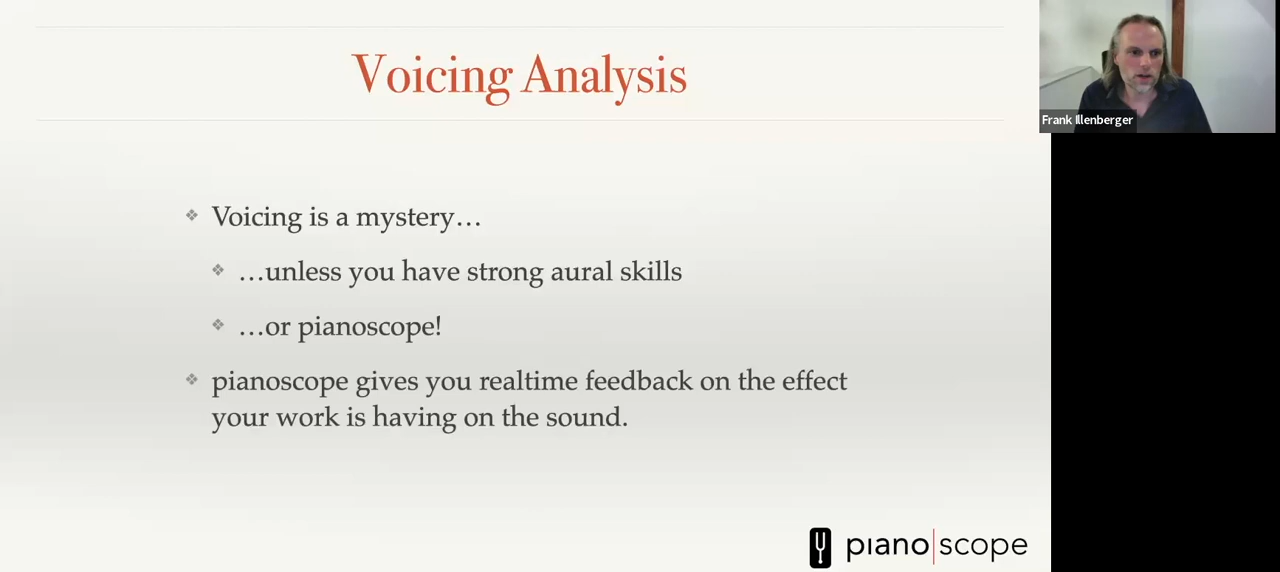 Voicing Analysis
Frank Illenberger
❖ Voicing is a mystery…
❖ …unless you have strong aural skills
❖ …or pianoscope!
❖ pianoscope gives you realtime feedback on the effect
your work is having on the sound.
piano|scope